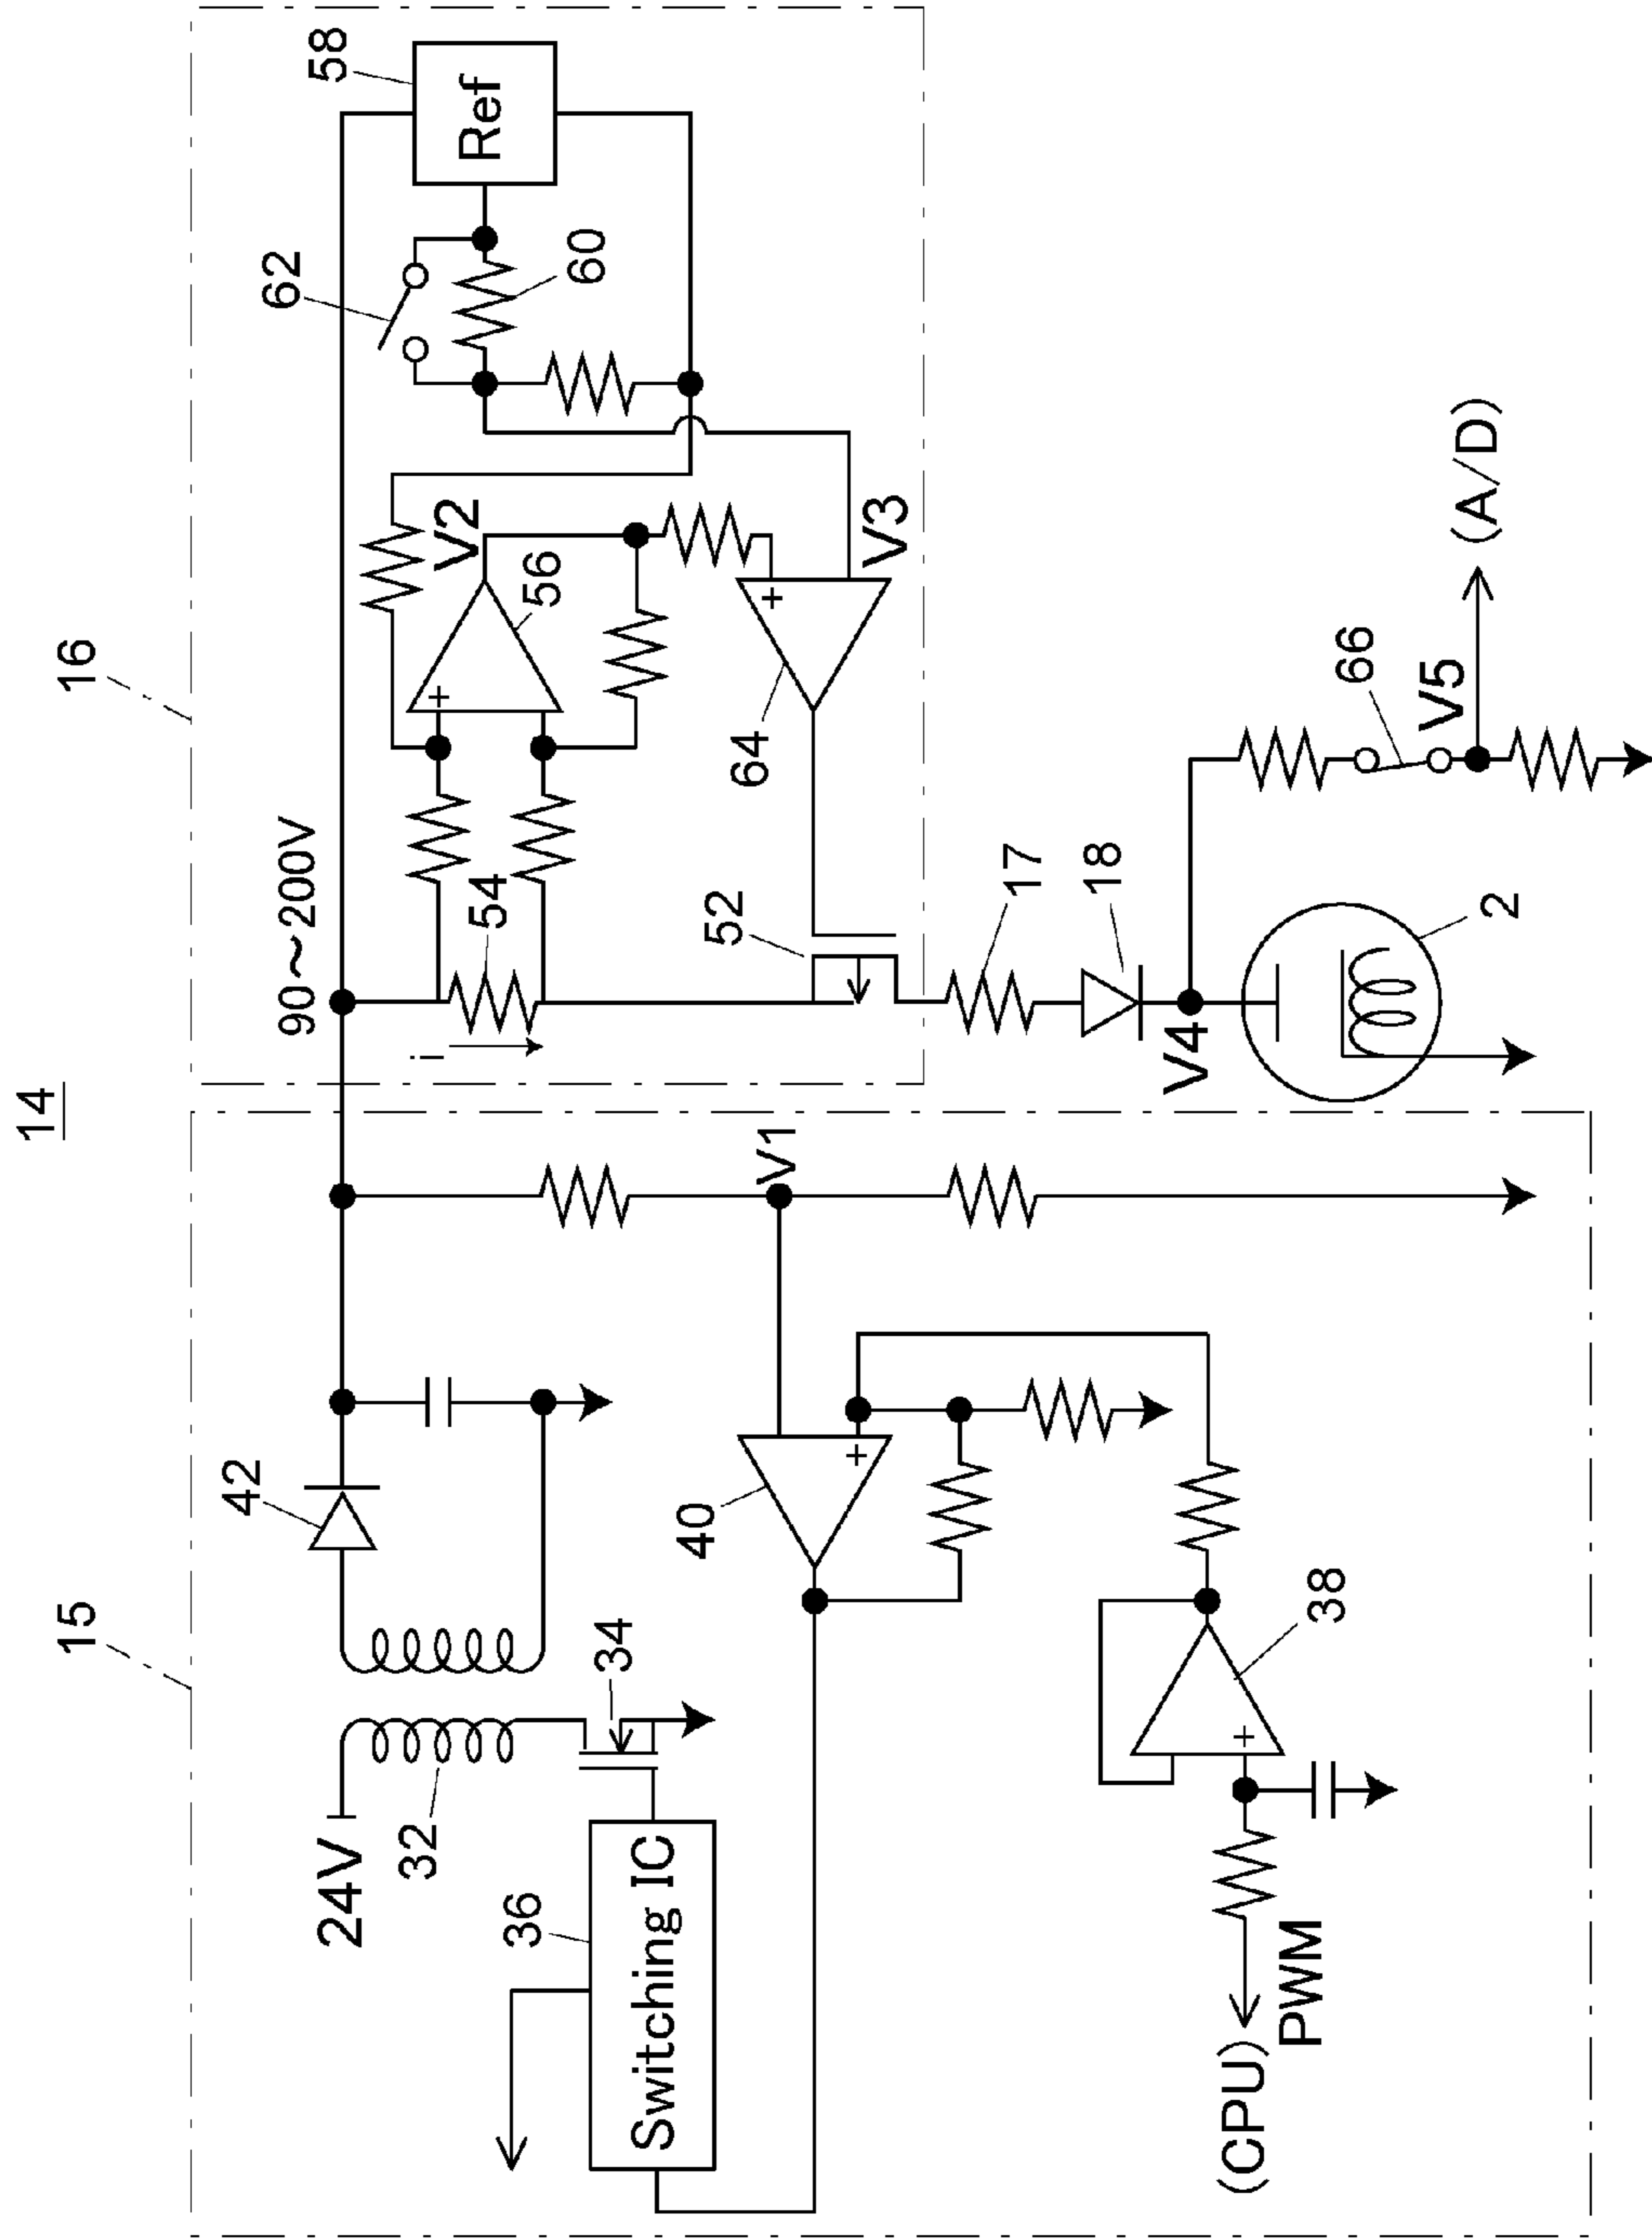 14
15
16
24V
32
34
36
Switching IC
42
40
38
(CPU)
PWM
V1
90~200V
i
54
V2
56
58
Ref
62
60
64
V3
52
17
18
V4
2
66
V5
(A/D)
+
+
+
+